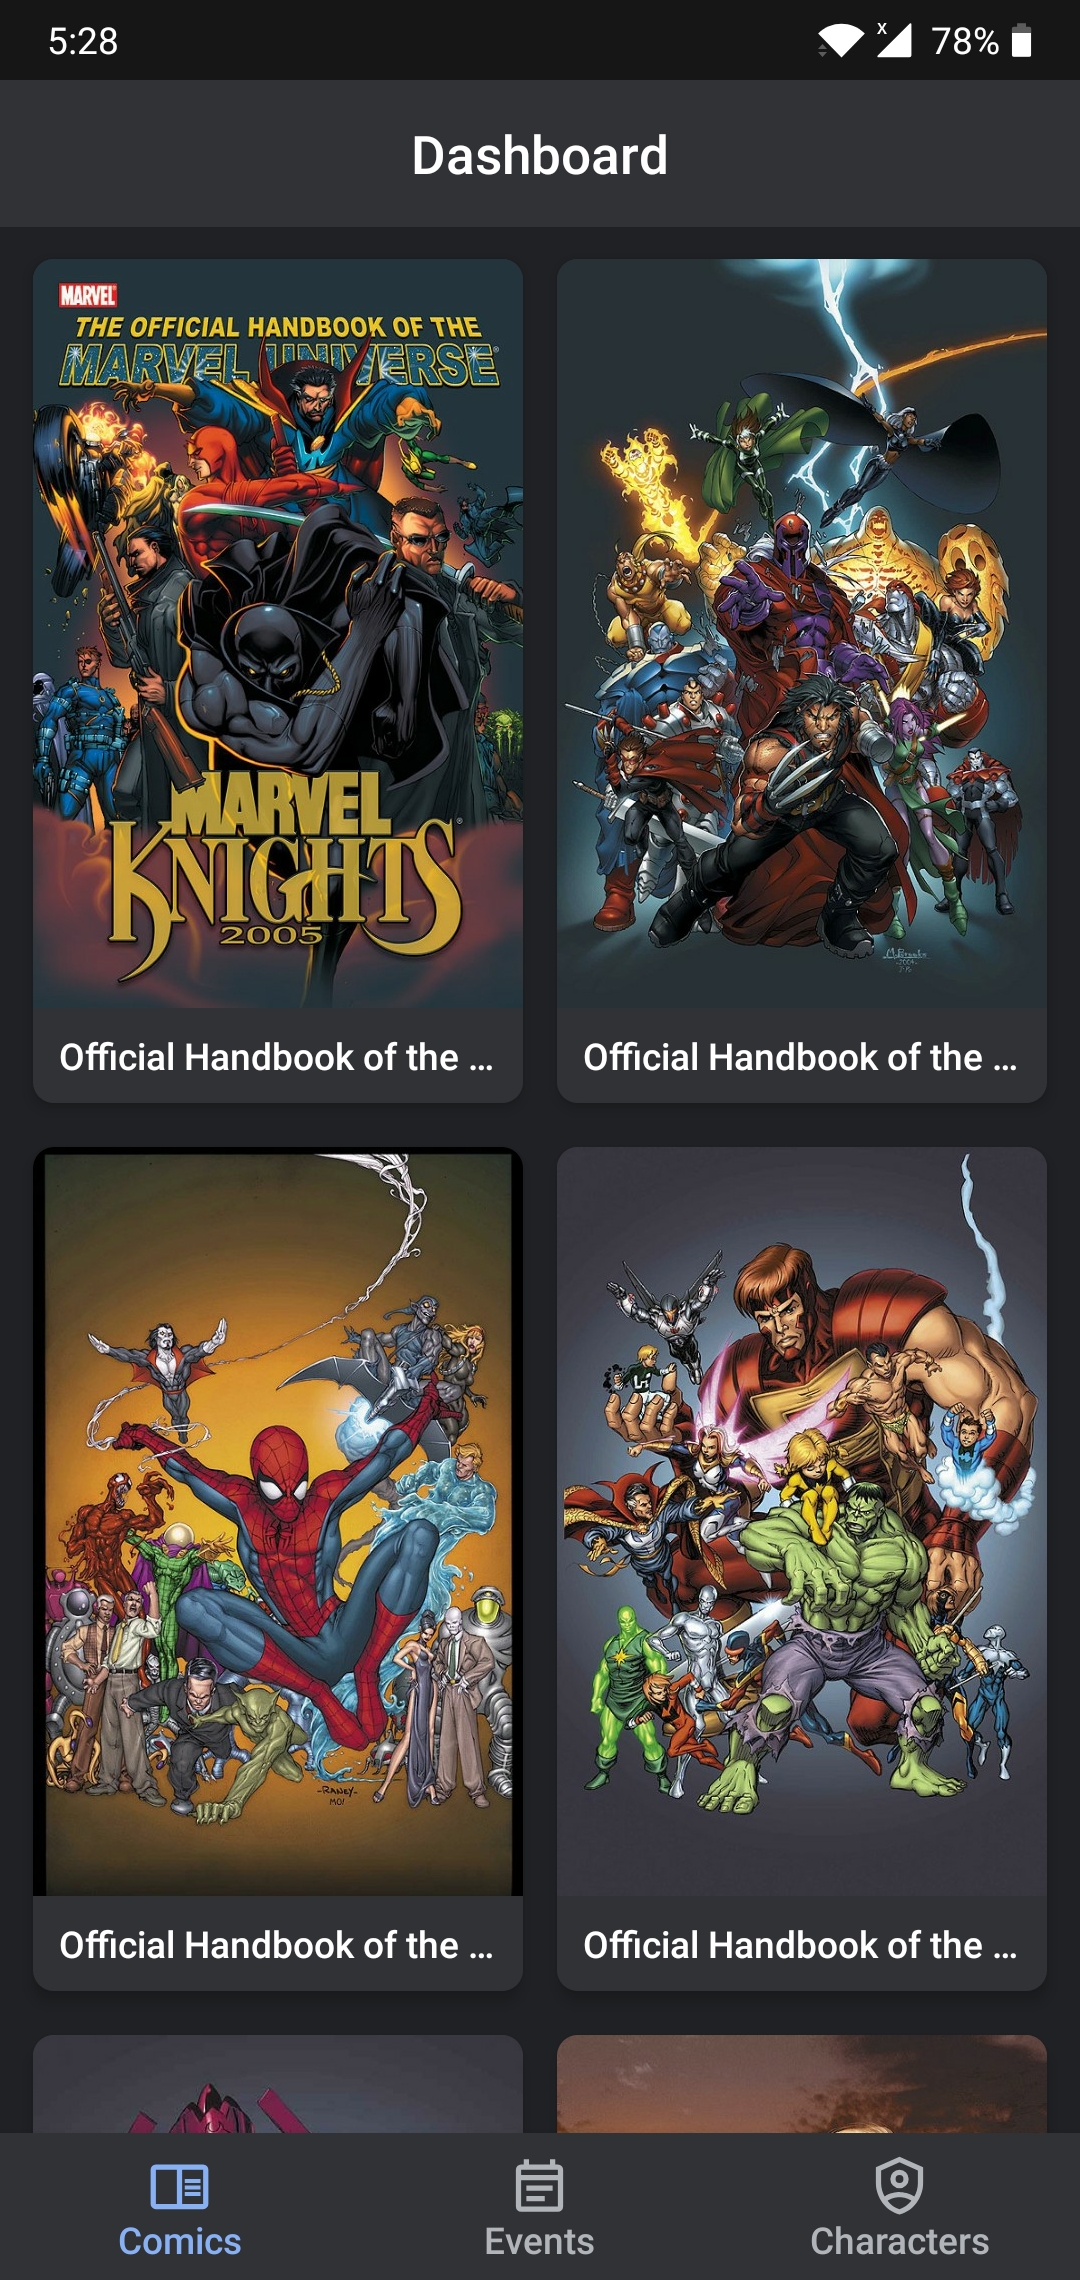 5:28
X
78%
Dashboard
MARVEL
THE OFFICIAL HANDBOOK OF THE
MARVEL UNIVERSE
MARVEL
KNIGHTS
2005
Official Handbook of the ...
Official Handbook of the ...
-RANEY-
Official Handbook of the ...
Official Handbook of the ...
Comics
Events
Characters